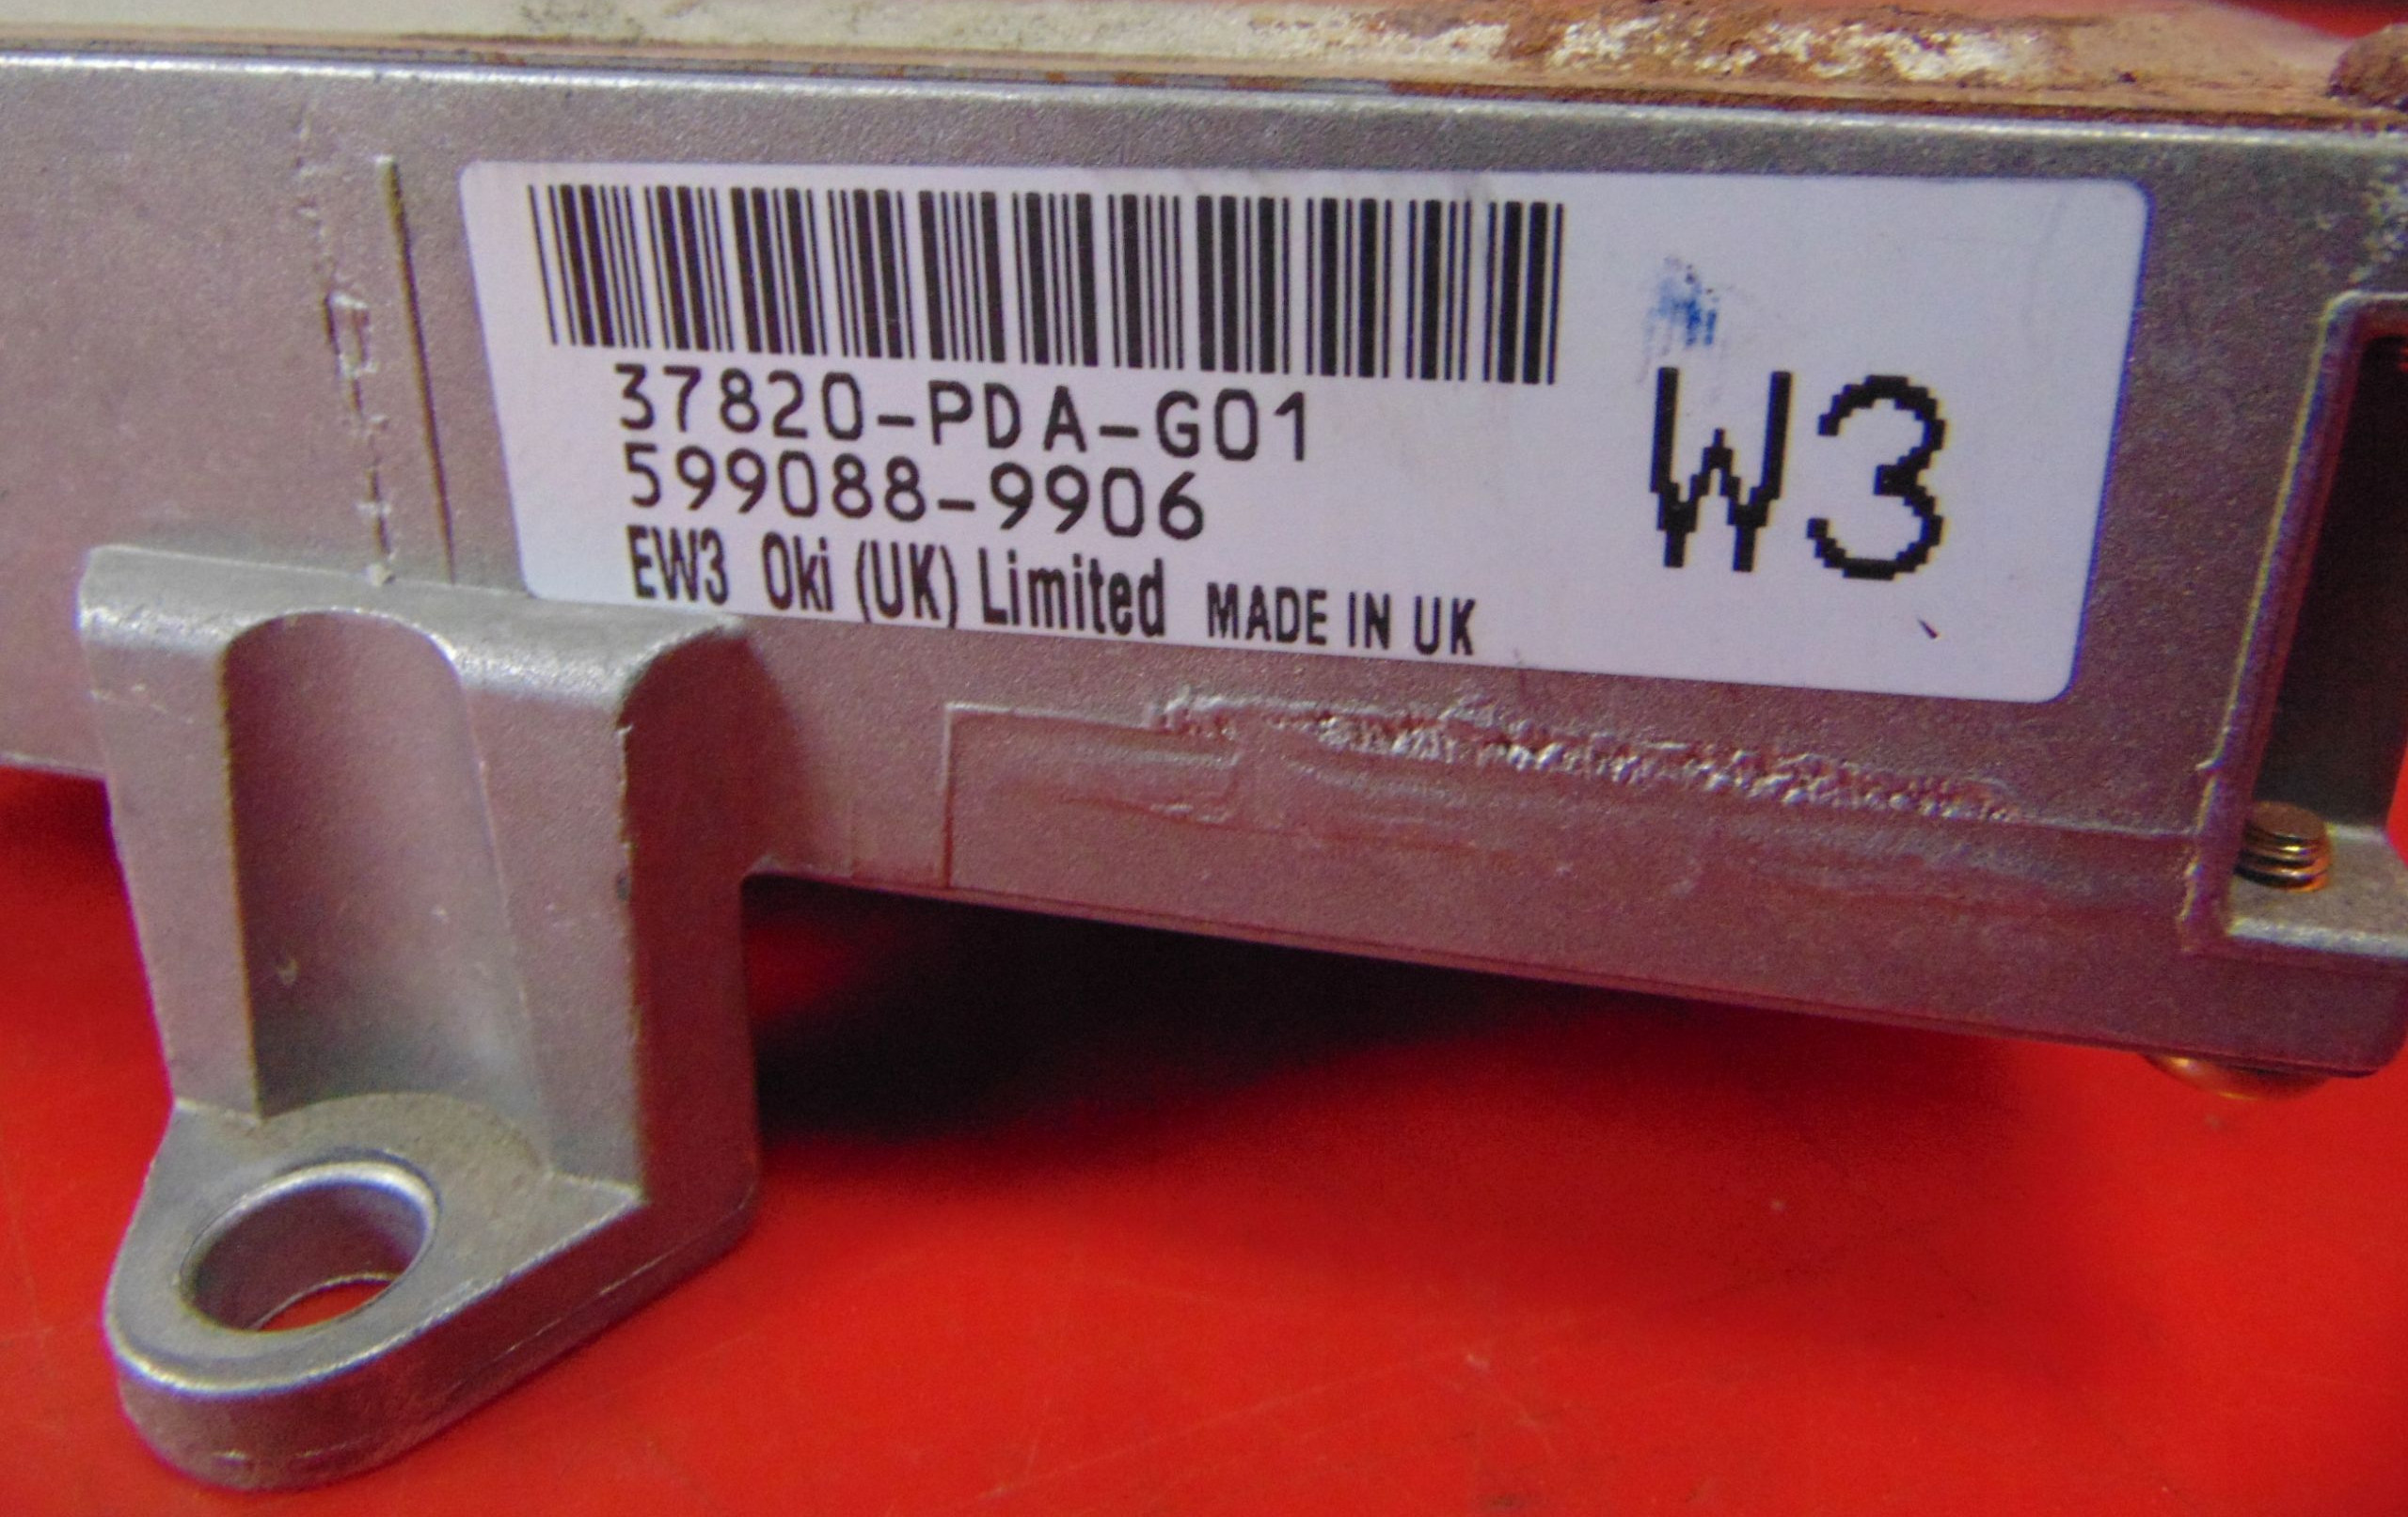 37820-PDA-G01
599088-9906
EW3 Oki (UK) Limited MADE IN UK
W3